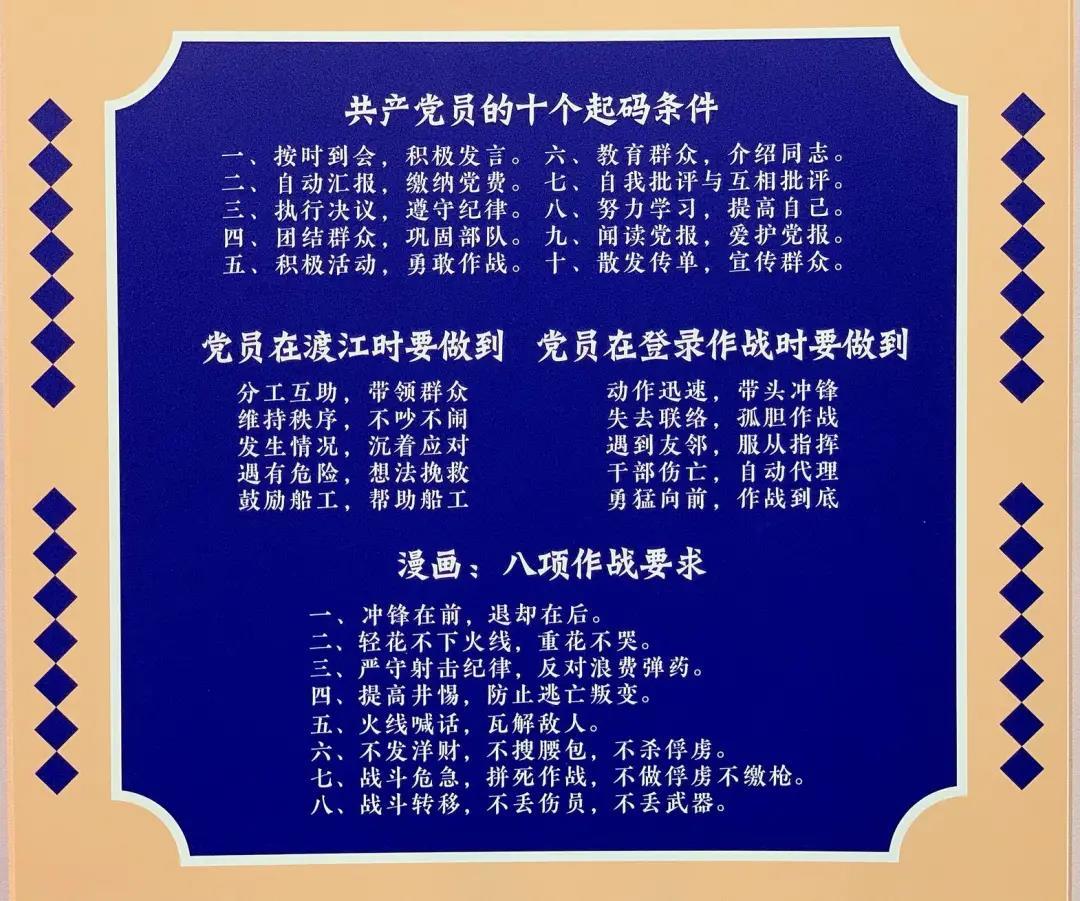 共产党员的十个起码条件
一、按时到会，积极发言。
二、自动汇报，缴纳党费。
三、执行决议，遵守纪律。
四、团结群众，巩固部队。
五、积极活动，勇敢作战。
六、教育群众，介绍同志。
七、自我批评与互相批评。
八、努力学习，提高自己。
九、闻读党报，爱护党报。
十、散发传单，宣传群众。
党员在渡江时要做到
分工互助，带领群众
维持秩序，不吵不闹
发生情况，沉着应对
遇有危险，想法挽救
鼓励船工，帮助船工
党员在登录作战时要做到
动作迅速，带头冲锋
失去联络，孤胆作战
遇到友邻，服从指挥
干部伤亡，自动代理
勇猛向前，作战到底
漫画：八项作战要求
一、冲锋在前，退却在后。
二、轻花不下火线，重花不哭。
三、严守射击纪律，反对浪费弹药。
四、提高井惕，防止逃亡叛变。
五、火线喊话，瓦解敌人。
六、不发洋财，不搜腰包，不杀俘虏。
七、战斗危急，拼死作战，不做俘虏不缴枪。
八、战斗转移，不丢伤员，不丢武器。